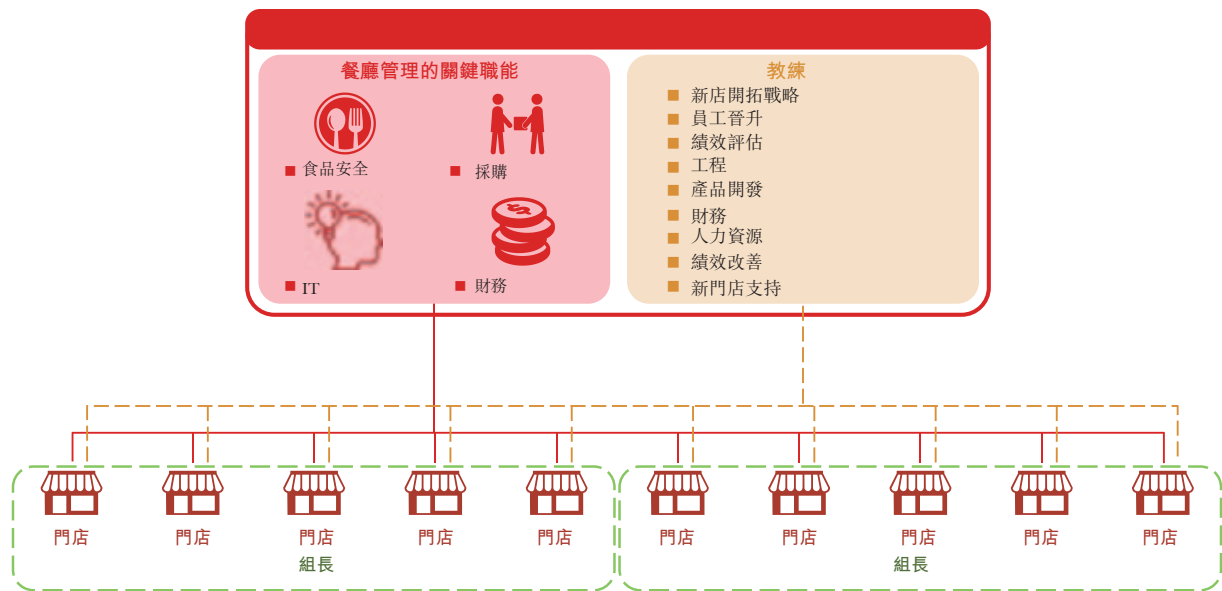 餐廳管理的關鍵職能
食品安全
採購
IT
財務
教練
新店開拓戰略
員工晉升
績效評估
工程
產品開發
財務
人力資源
績效改善
新門店支持
門店 門店 門店 門店 門店 門店 門店 門店 門店 門店
組長 組長